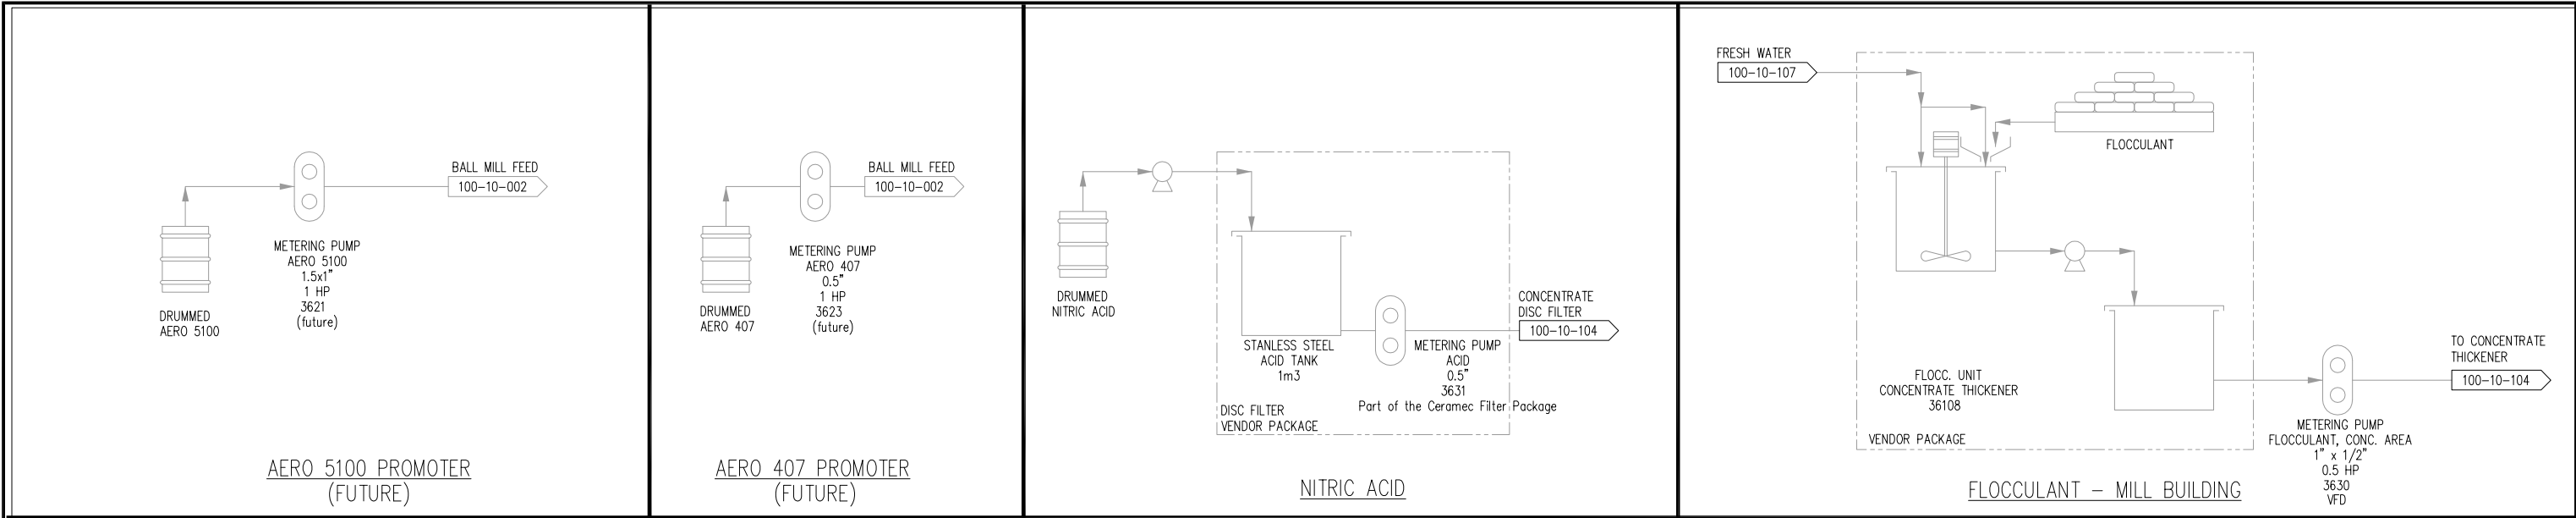 BALL MILL FEED
100-10-002
METERING PUMP
AERO 5100
1.5x1"
1 HP
3621
(future)
DRUMMED
AERO 5100
AERO 5100 PROMOTER
(FUTURE)
BALL MILL FEED
100-10-002
METERING PUMP
AERO 407
0.5"
1 HP
3623
(future)
DRUMMED
AERO 407
AERO 407 PROMOTER
(FUTURE)
DRUMMED
NITRIC ACID
STANLESS STEEL
ACID TANK
1m3
METERING PUMP
ACID
0.5"
3631
Part of the Ceramec Filter Package
CONCENTRATE
DISC FILTER
100-10-104
DISC FILTER
VENDOR PACKAGE
NITRIC ACID
FRESH WATER
100-10-107
FLOCCULANT
FLOCC. UNIT
CONCENTRATE THICKENER
36108
VENDOR PACKAGE
TO CONCENTRATE
THICKENER
100-10-104
METERING PUMP
FLOCCULANT, CONC. AREA
1" x 1/2"
0.5 HP
3630
VFD
FLOCCULANT - MILL BUILDING